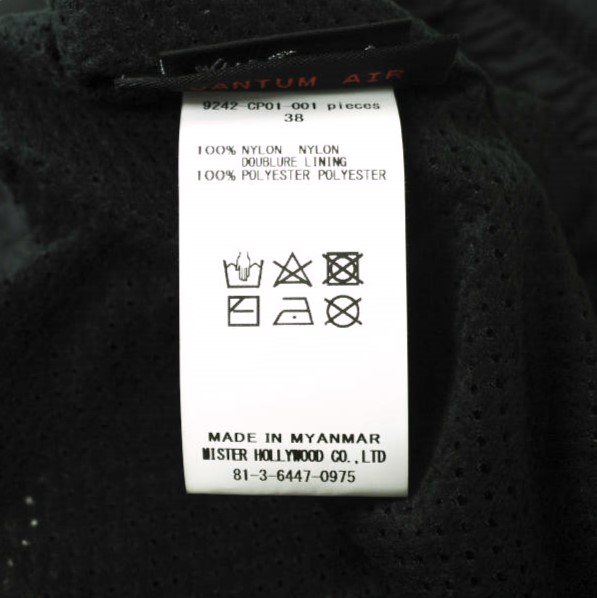 ANTUM AIR
9242-CP01-001 pieces
38
100% NYLON NYLON
DOUBLURE LINING
100% POLYESTER POLYESTER
MADE IN MYANMAR
MISTER HOLLYWOOD CO.,LTD
81-3-6447-0975